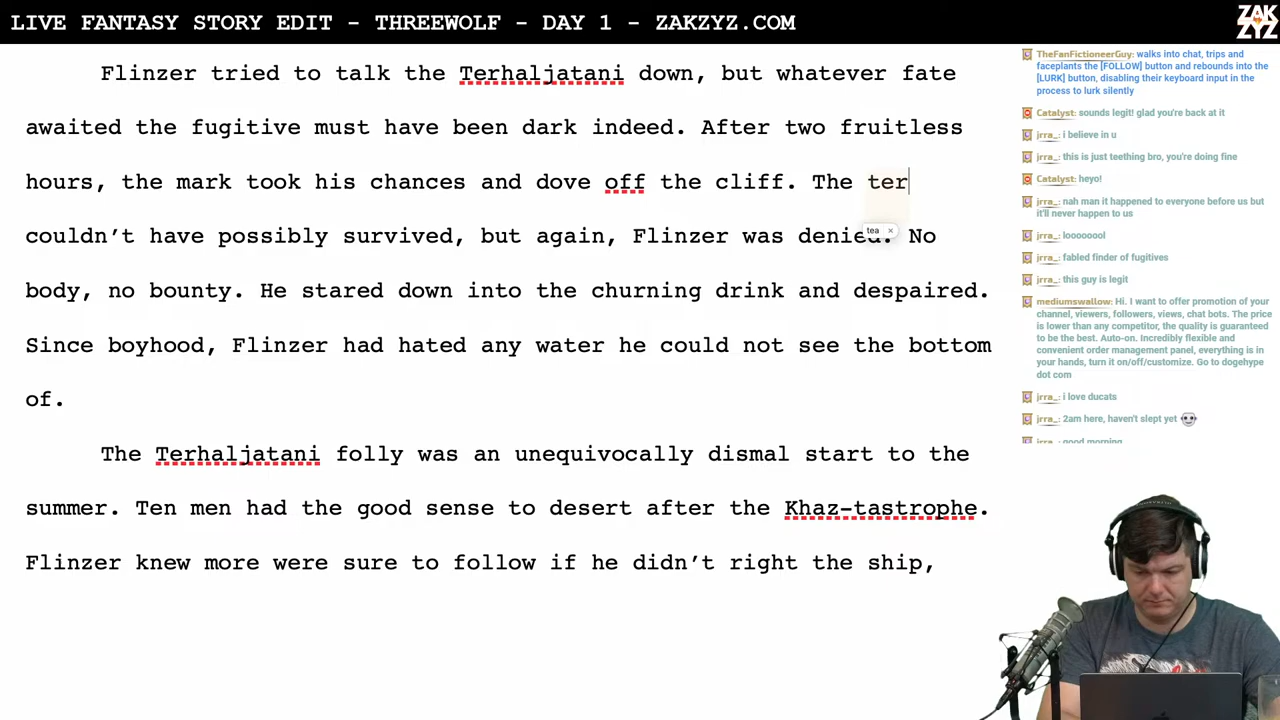 LIVE FANTASY STORY EDIT - THREEWOLF - DAY 1 - ZAKZYZ.COM
ZAK
ZYZ
Flinzer tried to talk the Terhaljatani down, but whatever fate
awaited the fugitive must have been dark indeed. After two fruitless
hours, the mark took his chances and dove off the cliff. The ter
tea ×
couldn’t have possibly survived, but again, Flinzer was denied. No
body, no bounty. He stared down into the churning drink and despaired.
Since boyhood, Flinzer had hated any water he could not see the bottom
of.
The Terhaljatani folly was an unequivocally dismal start to the
summer. Ten men had the good sense to desert after the Khaz-tastrophe.
Flinzer knew more were sure to follow if he didn’t right the ship,
TheFanFictioneerGuy: walks into chat, trips and
faceplants the [FOLLOW] button and rebounds into the
[LURK] button, disabling their keyboard input in the
process to lurk silently
Catalyst: sounds legit! glad you're back at it
jrra_: i believe in u
jrra_: this is just teething bro, you're doing fine
Catalyst: heyo!
jrra_: nah man it happened to everyone before us but
it'll never happen to us
jrra_: loooooool
jrra_: fabled finder of fugitives
jrra_: this guy is legit
mediumswallow: Hi. I want to offer promotion of your
channel, viewers, followers, views, chat bots. The price
is lower than any competitor, the quality is guaranteed
to be the best. Auto-on. Incredibly flexible and
convenient order management panel, everything is in
your hands, turn it on/off/customize. Go to dogehype
dot com
jrra_: i love ducats
jrra_: 2am here, haven't slept yet
jrra_: good morning